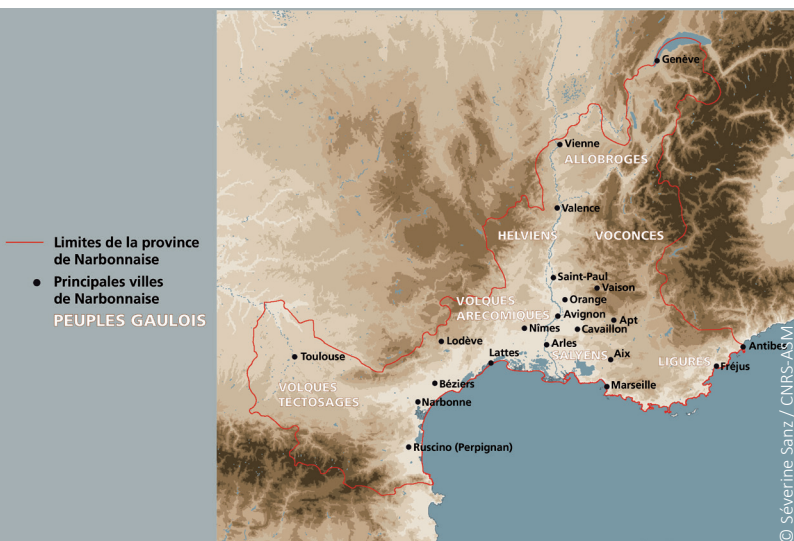 Limites de la province
de Narbonnaise
Principales villes
de Narbonnaise
PEUPLES GAULOIS
Genève
Vienne
ALLOBROGES
Valence
HELVIENS
VOCONCES
Saint-Paul
Vaison
VOLQUES
ARÉCOMIQUES
Orange
Avignon
Apt
Nîmes
Cavaillon
Lodève
Arles
SALYENS
Aix
Lattes
LIGURES
Antibes
Fréjus
Toulouse
VOLQUES
TECTOSAGES
Béziers
Marseille
Narbonne
Ruscino (Perpignan)
© Séverine Sanz / CNRS-ASM